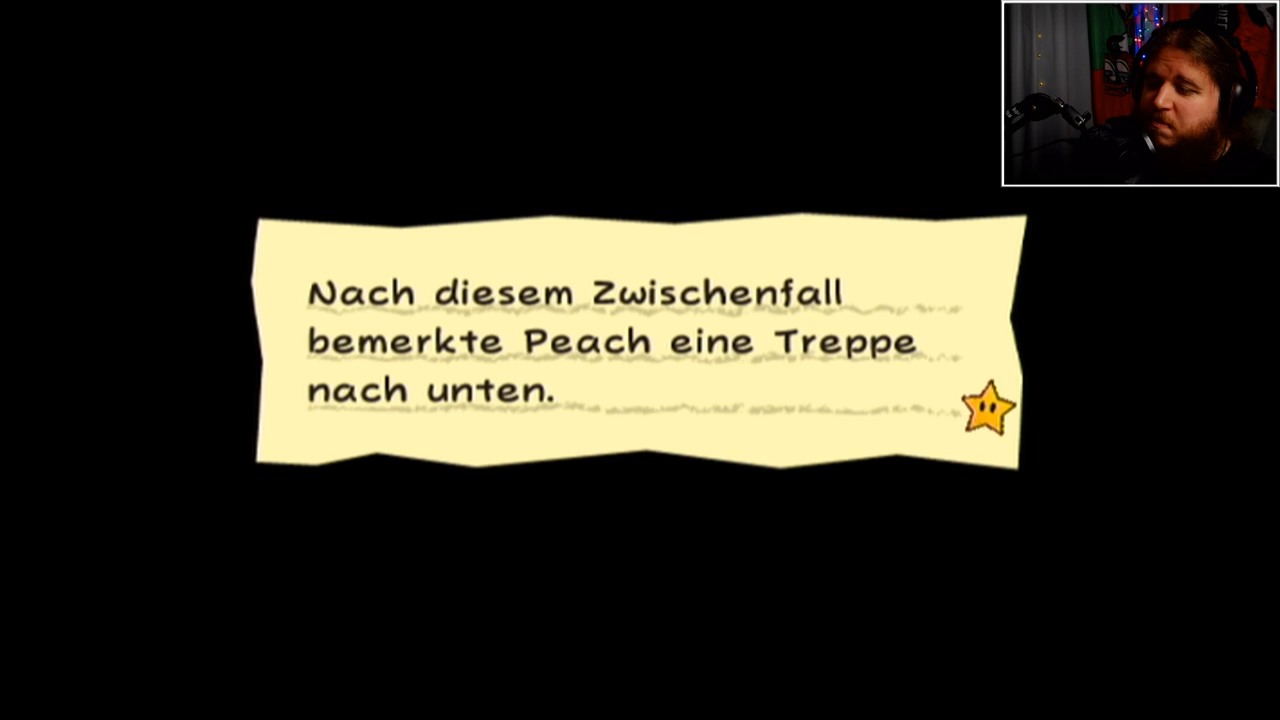 Nach diesem Zwischenfall
bemerkte Peach eine Treppe
nach unten.